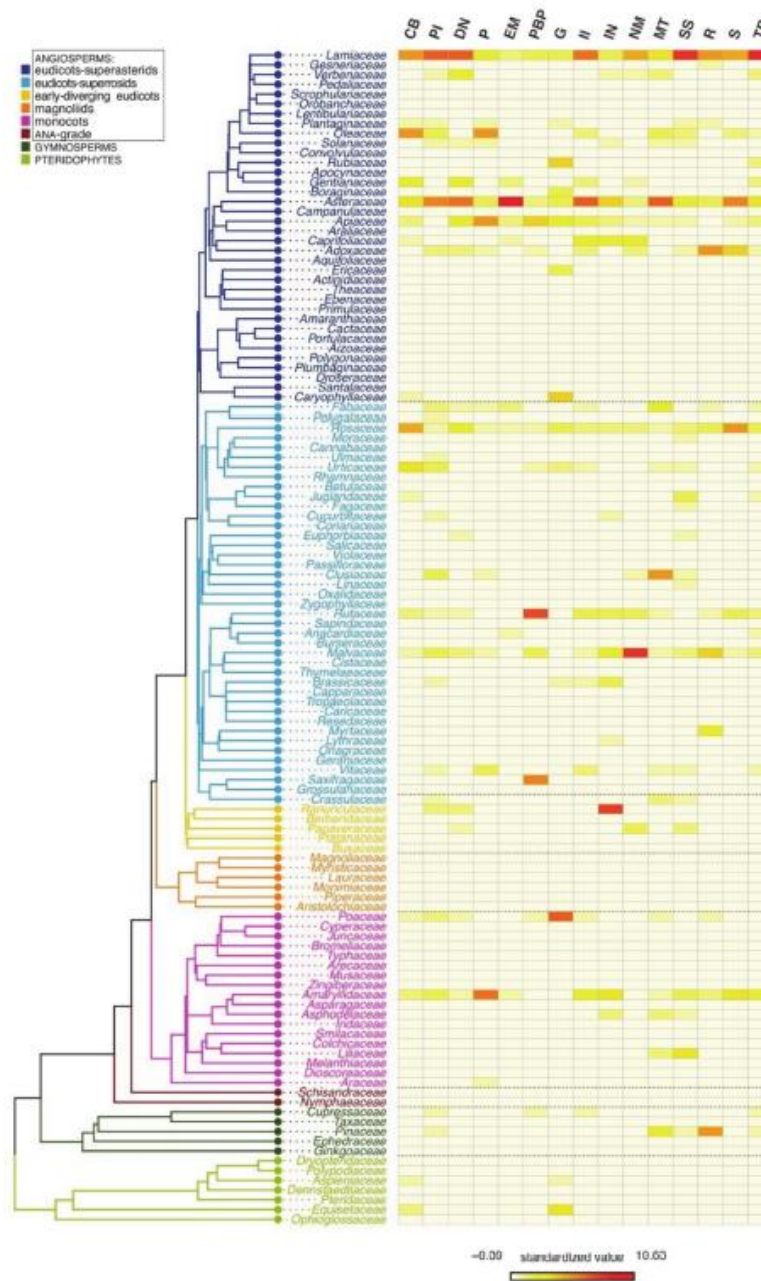 CB PI DN P EM PBP G II IN NM MT SS R S
ANGIOSPERMS:
eudicots-superasterids
eudicots-superrosids
early-diverging eudicots
magnoliids
monocots
ANA-grade
GYMNOSPERMS
PTERIDOPHYTES
Lamiaceae
Gesneriaceae
Verbenaceae
Pedaliaceae
Scrophulariaceae
Orobanchaceae
Lentibulariaceae
Plantaginaceae
Oleaceae
Solanaceae
Convolvulaceae
Rubiaceae
Apocynaceae
Gentianaceae
Boraginaceae
Asteraceae
Campanulaceae
Apiaceae
Araliaceae
Caprifoliaceae
Adoxaceae
Aquifoliaceae
Ericaceae
Actinidiaceae
Theaceae
Ebenaceae
Primulaceae
Amaranthaceae
Cactaceae
Portulacaceae
Aizoaceae
Polygonaceae
Plumbaginaceae
Droseraceae
Santalaceae
Caryophyllaceae
Fabaceae
Polygalaceae
Rosaceae
Moraceae
Cannabaceae
Ulmaceae
Urticaceae
Rhamnaceae
Betulaceae
Juglandaceae
Fagaceae
Cucurbitaceae
Coriariaceae
Euphorbiaceae
Salicaceae
Violaceae
Passifloraceae
Clusiaceae
Linaceae
Oxalidaceae
Zygophyllaceae
Rutaceae
Sapindaceae
Anacardiaceae
Burseraceae
Malvaceae
Cistaceae
Thymelaeaceae
Brassicaceae
Capparaceae
Tropaeolaceae
Caricaceae
Resedaceae
Myrtaceae
Lythraceae
Onagraceae
Geraniaceae
Vitaceae
Saxifragaceae
Grossulariaceae
Crassulaceae
Ranunculaceae
Berberidaceae
Papaveraceae
Platanaceae
Buxaceae
Magnoliaceae
Myristicaceae
Lauraceae
Monimiaceae
Piperaceae
Aristolochiaceae
Poaceae
Cyperaceae
Juncaceae
Bromeliaceae
Typhaceae
Arecaceae
Musaceae
Zingiberaceae
Amaryllidaceae
Asparagaceae
Asphodelaceae
Iridaceae
Smilacaceae
Colchicaceae
Liliaceae
Melanthiaceae
Dioscoreaceae
Araceae
Schisandraceae
Nymphaeaceae
Cupressaceae
Taxaceae
Pinaceae
Ephedraceae
Ginkgoaceae
Dryopteridaceae
Polypodiaceae
Aspleniaceae
Dennstaedtiaceae
Pteridaceae
Equisetaceae
Ophioglossaceae
−0.09 standardized value 10.63